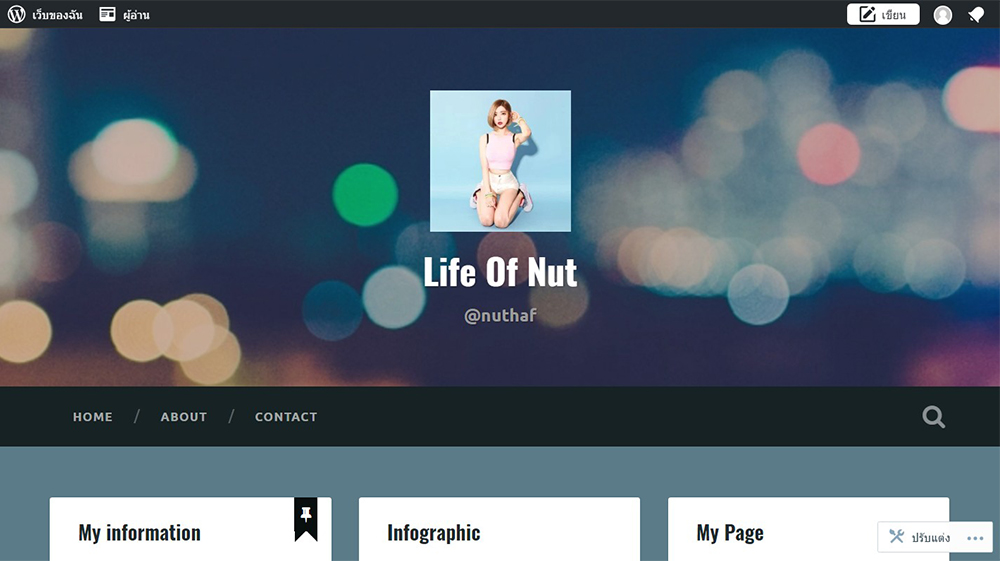 เว็บของฉัน ผู้อ่าน เขียน
Life Of Nut
@nuthaf
HOME / ABOUT / CONTACT
My information
Infographic
My Page
ปรับแต่ง